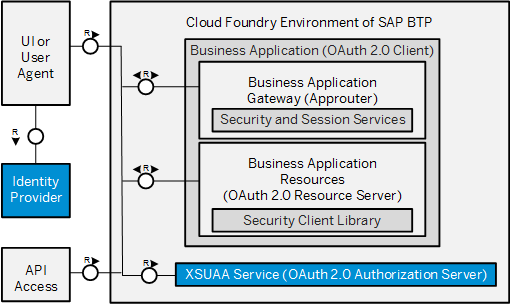 Cloud Foundry Environment of SAP BTP
UI or
User
Agent
R
Business Application (OAuth 2.0 Client)
R
Business Application
Gateway (Approuter)
Security and Session Services
R
Identity
Provider
R
Business Application
Resources
(OAuth 2.0 Resource Server)
Security Client Library
API
Access
R
R
XSUAA Service (OAuth 2.0 Authorization Server)